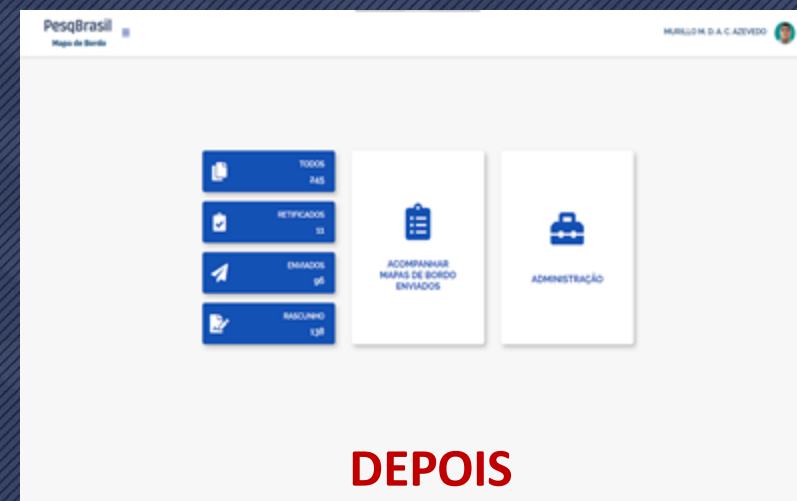 PesqBrasil
Mapa de Bordo
MURILLO M. D. A. C. AZEVEDO
TODOS
245
RETIFICADOS
11
ENVIADOS
96
RASCUNHO
138
ACOMPANHAR
MAPAS DE BORDO
ENVIADOS
ADMINISTRAÇÃO
DEPOIS